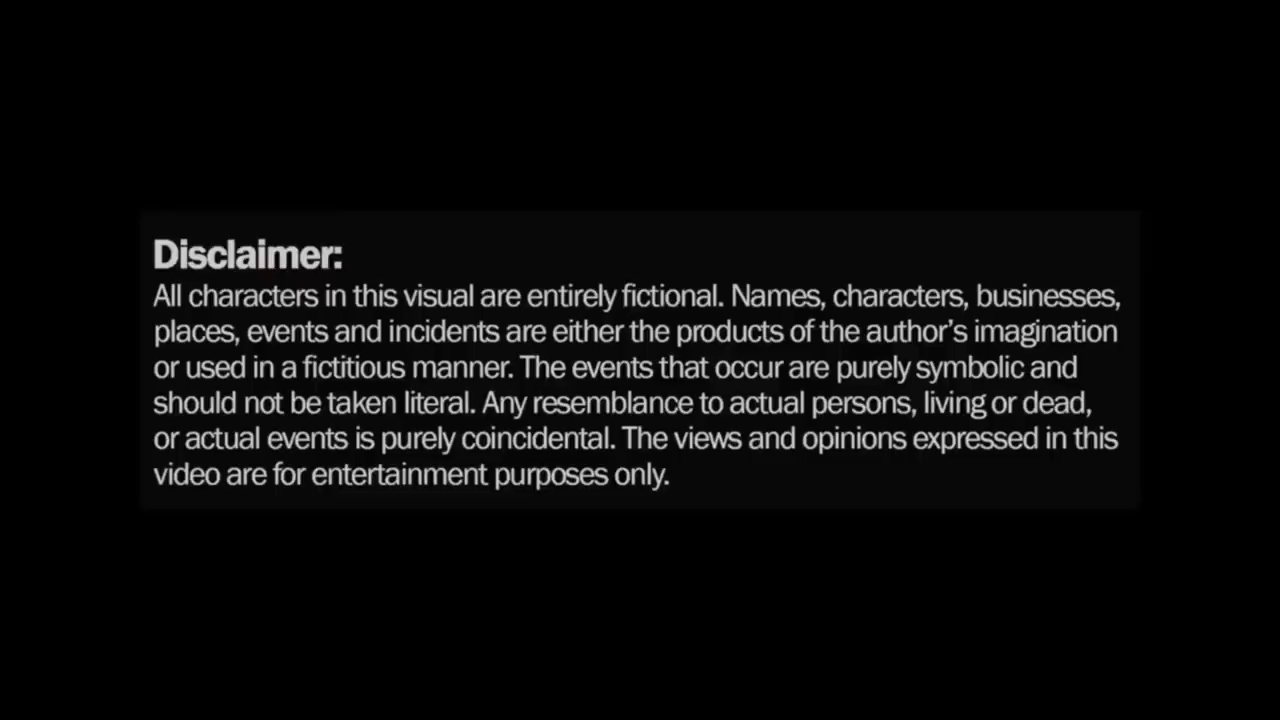 Disclaimer:
All characters in this visual are entirely fictional. Names, characters, businesses,
places, events and incidents are either the products of the author's imagination
or used in a fictitious manner. The events that occur are purely symbolic and
should not be taken literal. Any resemblance to actual persons, living or dead,
or actual events is purely coincidental. The views and opinions expressed in this
video are for entertainment purposes only.